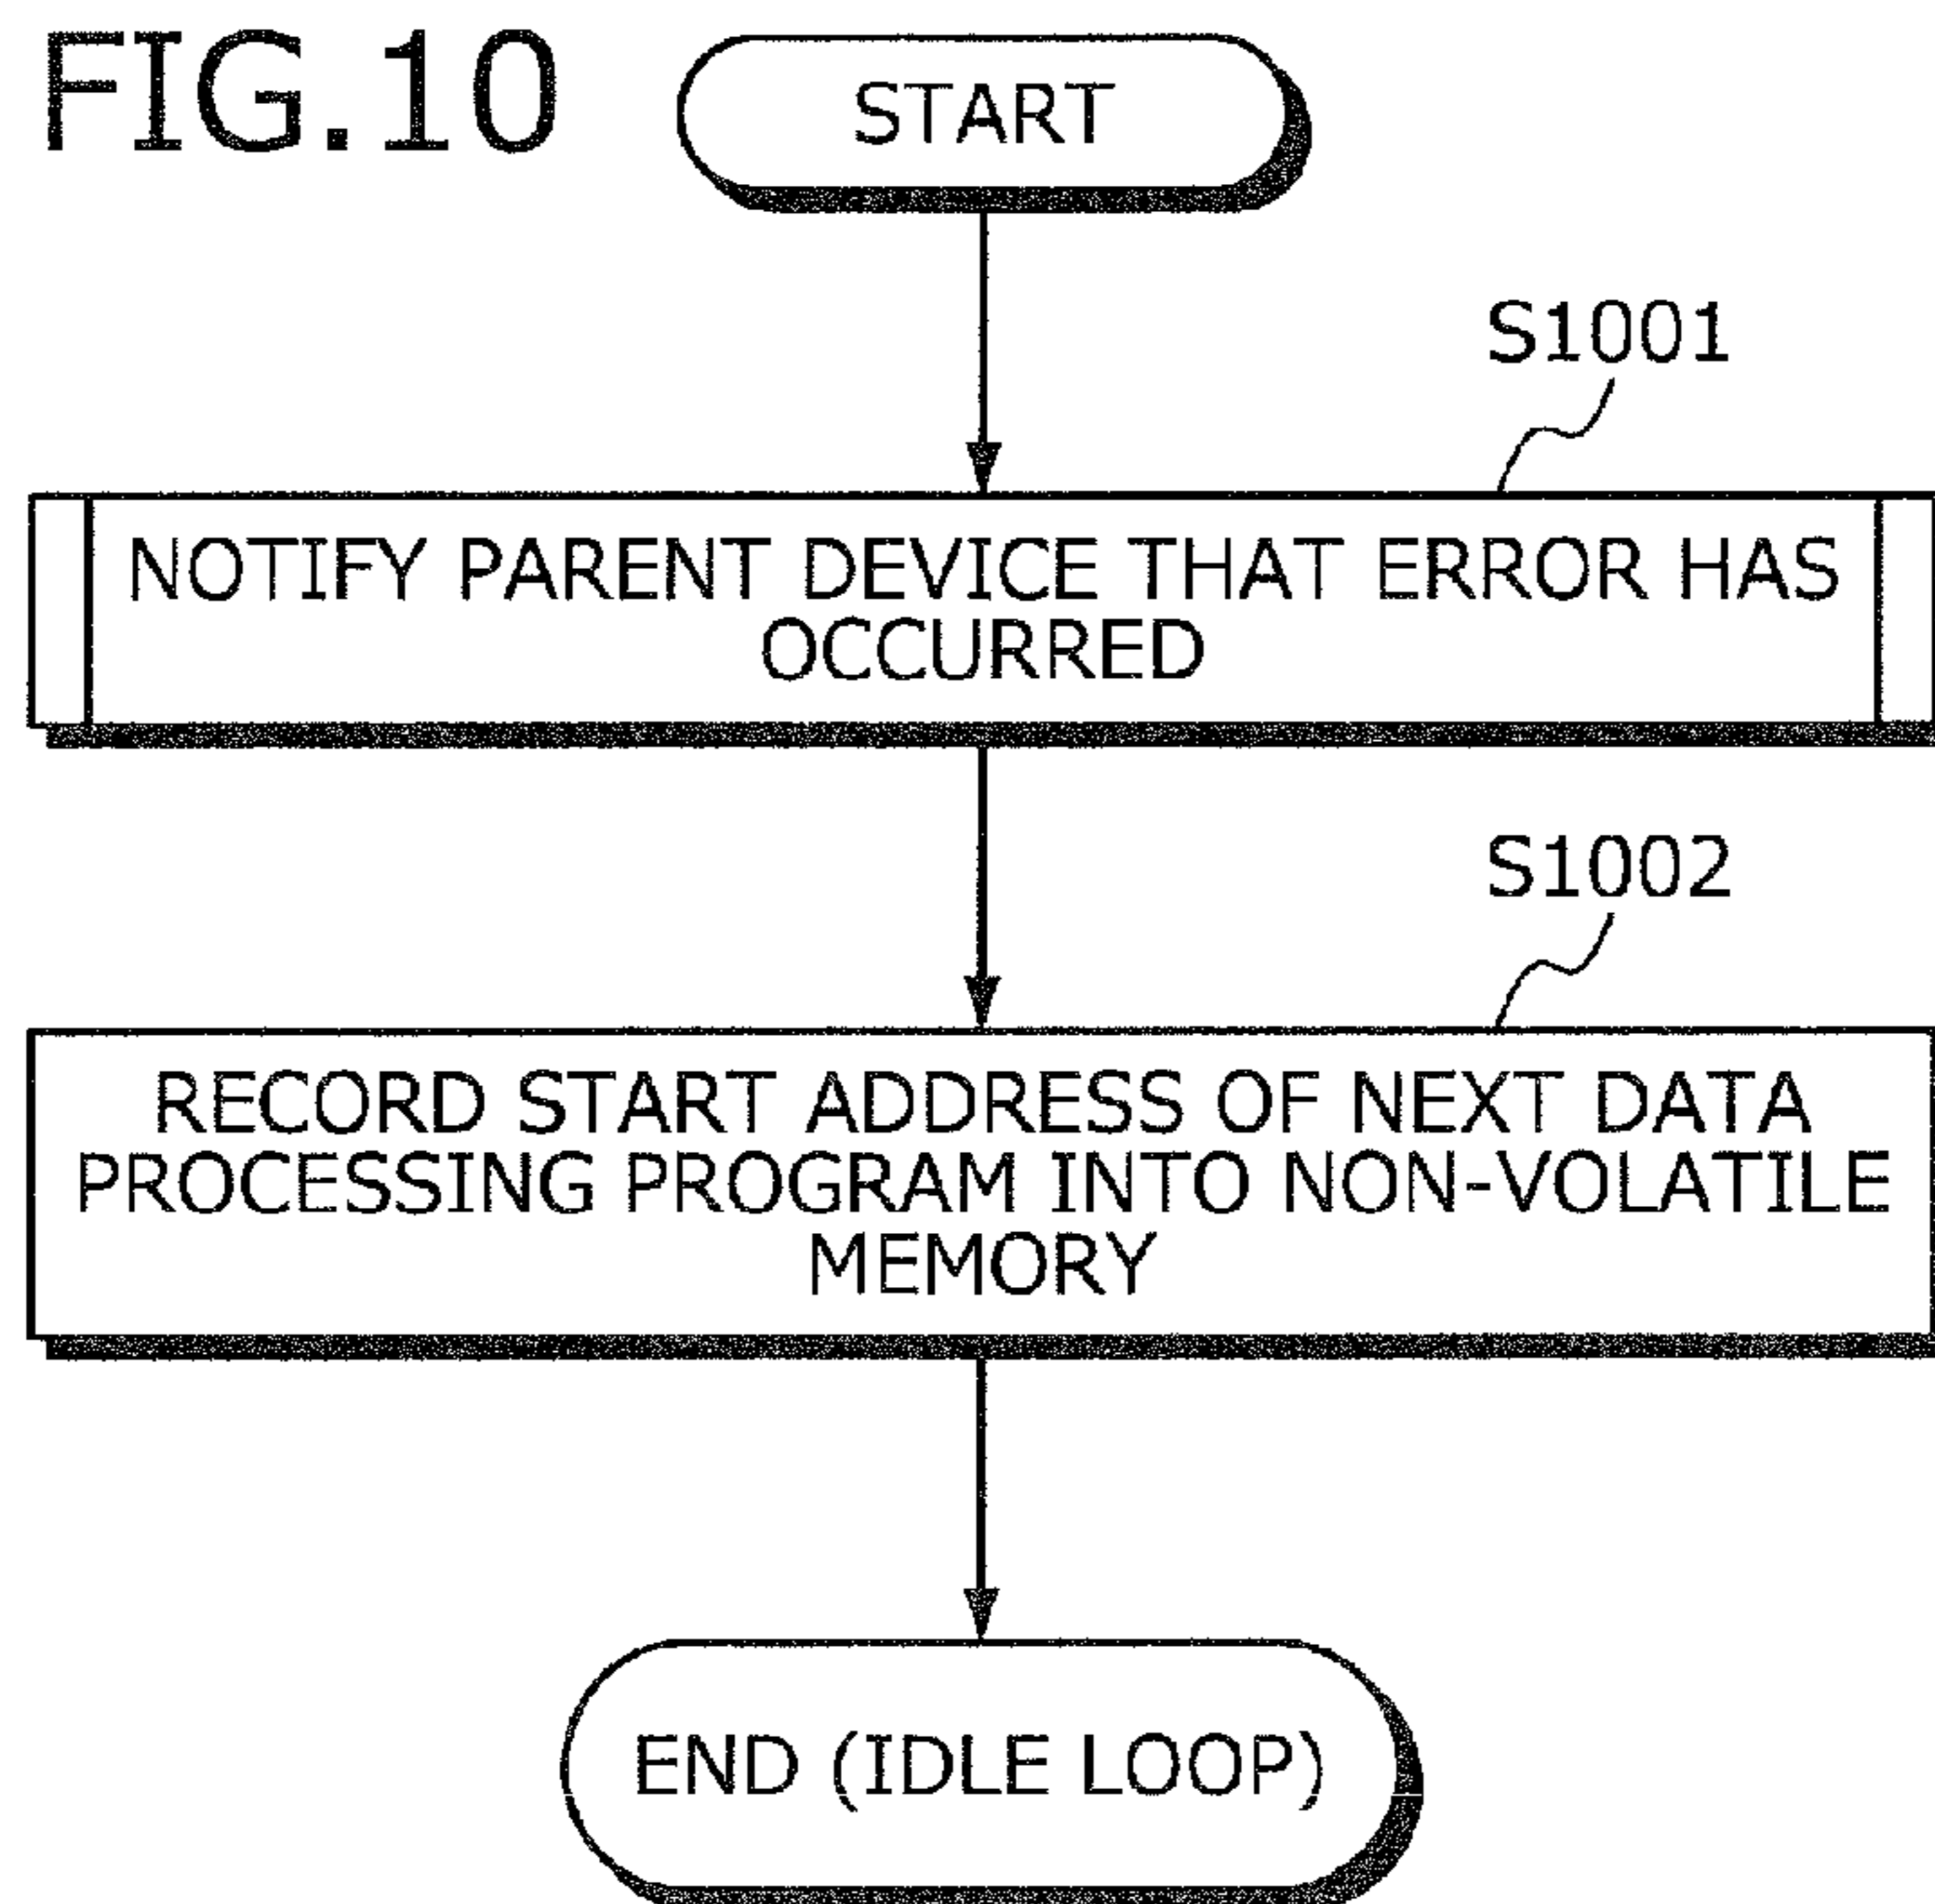 FIG.10
START
S1001
NOTIFY PARENT DEVICE THAT ERROR HAS
OCCURRED
S1002
RECORD START ADDRESS OF NEXT DATA
PROCESSING PROGRAM INTO NON-VOLATILE
MEMORY
END (IDLE LOOP)